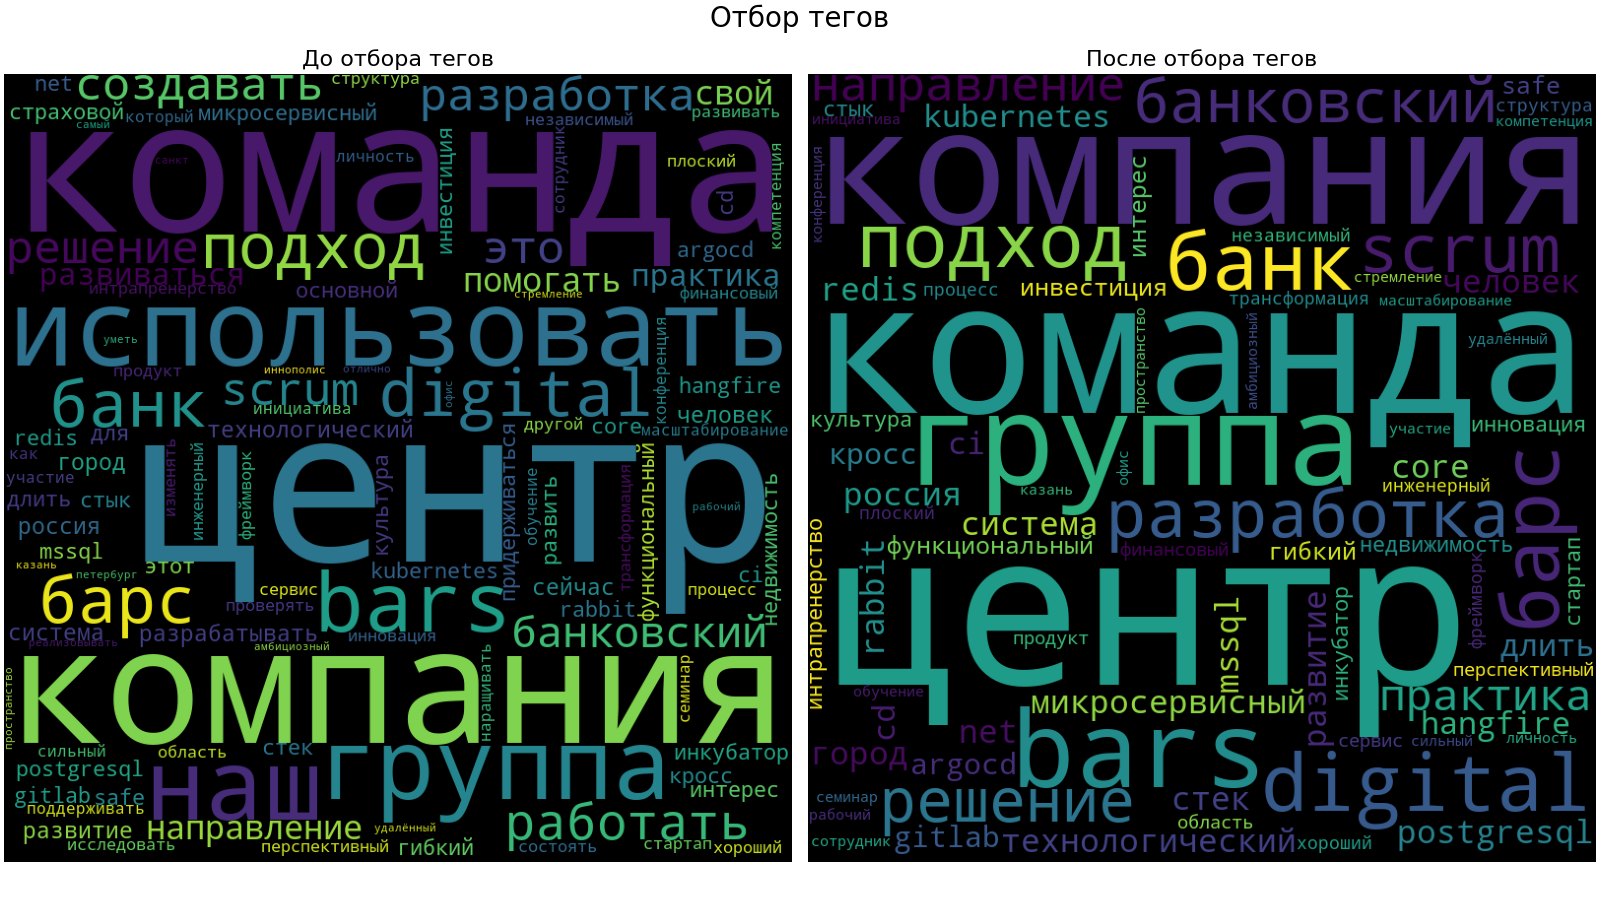 Отбор тегов
До отбора тегов
net
создавать
структура
разработка
свой
страховой
который
микросервисный
независимый
развивать
самый
команда
санкт
личность
инвестиция
сотрудник
плоский
cd
компетенция
решение
подход
это
argocd
развиваться
помогать
практика
интрапренерство
основной
стремление
финансовый
использовать
уметь
конференция
продукт
иннополис
отлично
банк
scrum
digital
офис
hangfire
инициатива
человек
redis
для
технологический
другой
core
масштабирование
как
город
центр
участие
изменять
инженерный
фреймворк
культура
придерживаться
обучение
развить
трансформация
функциональный
недвижимость
длить
стык
рабочий
россия
mssql
казань
этот
петербург
kubernetes
сейчас
ci
барс
сервис
bars
процесс
проверять
rabbit
система
разрабатывать
инновация
банковский
реализовывать
амбициозный
компания
пространство
наращивать
семинар
сильный
область
стек
группа
инкубатор
postgresql
наш
кросс
gitlab
safe
интерес
поддерживать
развитие
направление
удалённый
работать
исследовать
перспективный
гибкий
состоять
стартап
хороший
После отбора тегов
направление
банковский
safe
стык
структура
инициатива
kubernetes
компетенция
компания
конференция
интерес
подход
независимый
банк
scrum
стремление
человек
redis
процесс
инвестиция
трансформация
масштабирование
команда
пространство
амбициозный
удалённый
культура
группа
участие
инновация
кросс
ci
офис
core
барс
россия
казань
инженерный
плоский
разработка
система
интрапренерство
rabbit
функциональный
финансовый
гибкий
недвижимость
стартап
фреймворк
центр
продукт
mssql
развитие
инкубатор
длить
перспективный
обучение
микросервисный
практика
cd
net
bars
hangfire
город
argocd
сервис
сильный
личность
digital
семинар
решение
стек
рабочий
область
сотрудник
gitlab
технологический
хороший
postgresql